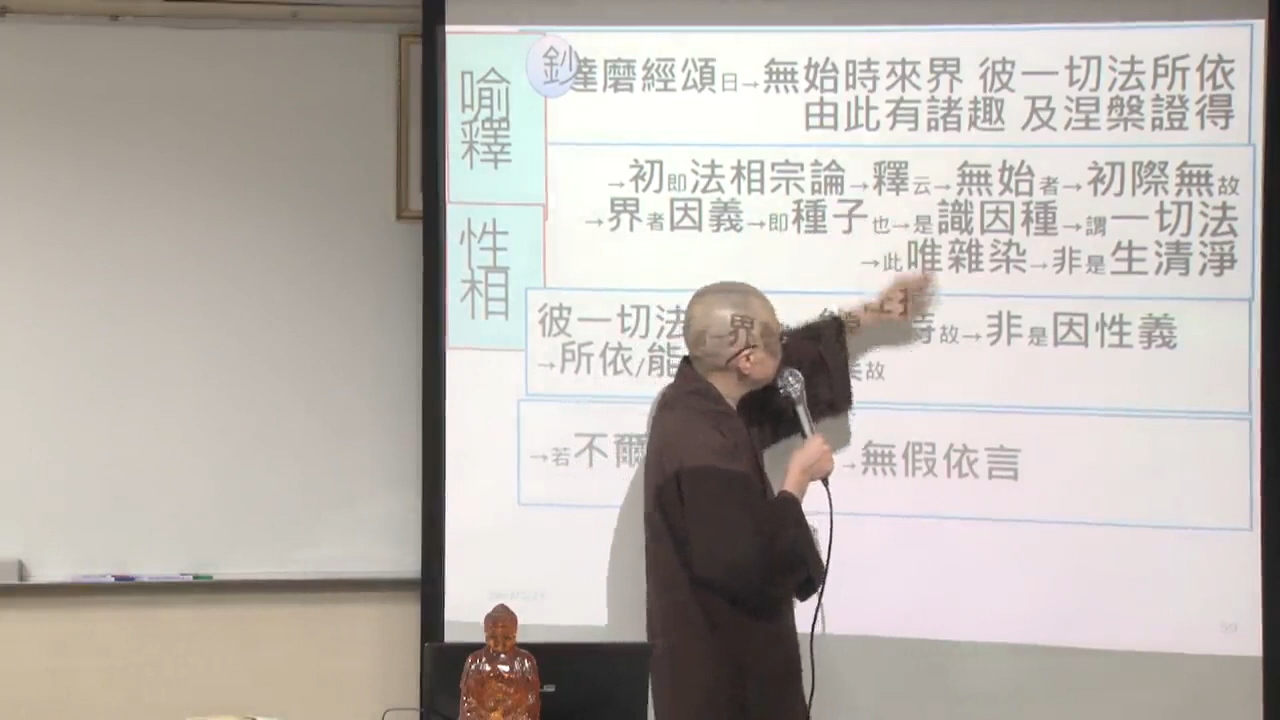 喻釋
性相
鈔
達磨經頌曰→無始時來界 彼一切法所依
由此有諸趣 及涅槃證得
→初即法相宗論→釋云→無始者→初際無故
→界者因義→即種子也→是識因種→謂一切法
→此唯雜染→非是生清淨
彼一切法 界 待故→非是因性義
→所依/能 故
→若不爾 →無假依言